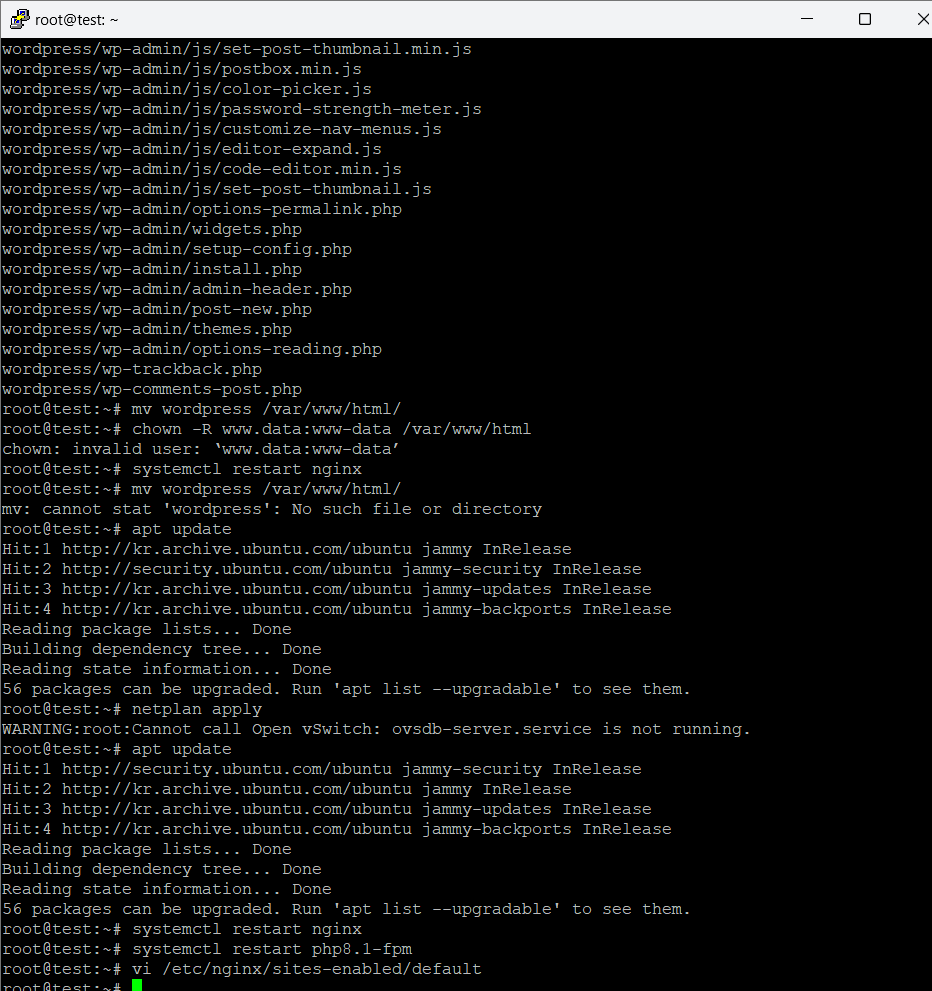 root@test: ~
wordpress/wp-admin/js/set-post-thumbnail.min.js
wordpress/wp-admin/js/postbox.min.js
wordpress/wp-admin/js/color-picker.js
wordpress/wp-admin/js/password-strength-meter.js
wordpress/wp-admin/js/customize-nav-menus.js
wordpress/wp-admin/js/editor-expand.js
wordpress/wp-admin/js/code-editor.min.js
wordpress/wp-admin/js/set-post-thumbnail.js
wordpress/wp-admin/options-permalink.php
wordpress/wp-admin/widgets.php
wordpress/wp-admin/setup-config.php
wordpress/wp-admin/install.php
wordpress/wp-admin/admin-header.php
wordpress/wp-admin/post-new.php
wordpress/wp-admin/themes.php
wordpress/wp-admin/options-reading.php
wordpress/wp-trackback.php
wordpress/wp-comments-post.php
root@test:~# mv wordpress /var/www/html/
root@test:~# chown -R www.data:www-data /var/www/html
chown: invalid user: ‘www.data:www-data’
root@test:~# systemctl restart nginx
root@test:~# mv wordpress /var/www/html/
mv: cannot stat 'wordpress': No such file or directory
root@test:~# apt update
Hit:1 http://kr.archive.ubuntu.com/ubuntu jammy InRelease
Hit:2 http://security.ubuntu.com/ubuntu jammy-security InRelease
Hit:3 http://kr.archive.ubuntu.com/ubuntu jammy-updates InRelease
Hit:4 http://kr.archive.ubuntu.com/ubuntu jammy-backports InRelease
Reading package lists... Done
Building dependency tree... Done
Reading state information... Done
56 packages can be upgraded. Run 'apt list --upgradable' to see them.
root@test:~# netplan apply
WARNING:root:Cannot call Open vSwitch: ovsdb-server.service is not running.
root@test:~# apt update
Hit:1 http://security.ubuntu.com/ubuntu jammy-security InRelease
Hit:2 http://kr.archive.ubuntu.com/ubuntu jammy InRelease
Hit:3 http://kr.archive.ubuntu.com/ubuntu jammy-updates InRelease
Hit:4 http://kr.archive.ubuntu.com/ubuntu jammy-backports InRelease
Reading package lists... Done
Building dependency tree... Done
Reading state information... Done
56 packages can be upgraded. Run 'apt list --upgradable' to see them.
root@test:~# systemctl restart nginx
root@test:~# systemctl restart php8.1-fpm
root@test:~# vi /etc/nginx/sites-enabled/default
root@test:~#